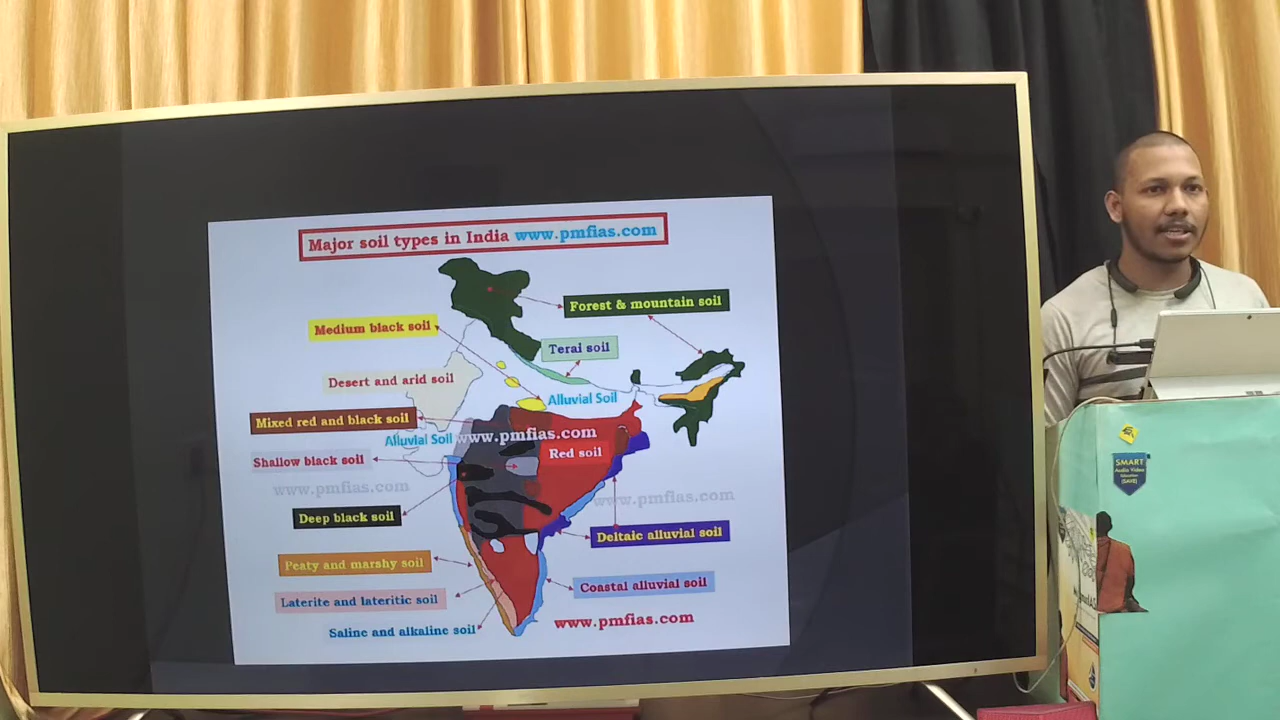 Major soil types in India www.pmfias.com
Forest & mountain soil
Medium black soil
Terai soil
Desert and arid soil
Alluvial Soil
Mixed red and black soil
Alluvial Soil
www.pmfias.com
Red soil
Shallow black soil
www.pmfias.com
www.pmfias.com
Deep black soil
Deltaic alluvial soil
Peaty and marshy soil
Coastal alluvial soil
Laterite and lateritic soil
www.pmfias.com
Saline and alkaline soil
SMART
Audio Video
(SAVE)